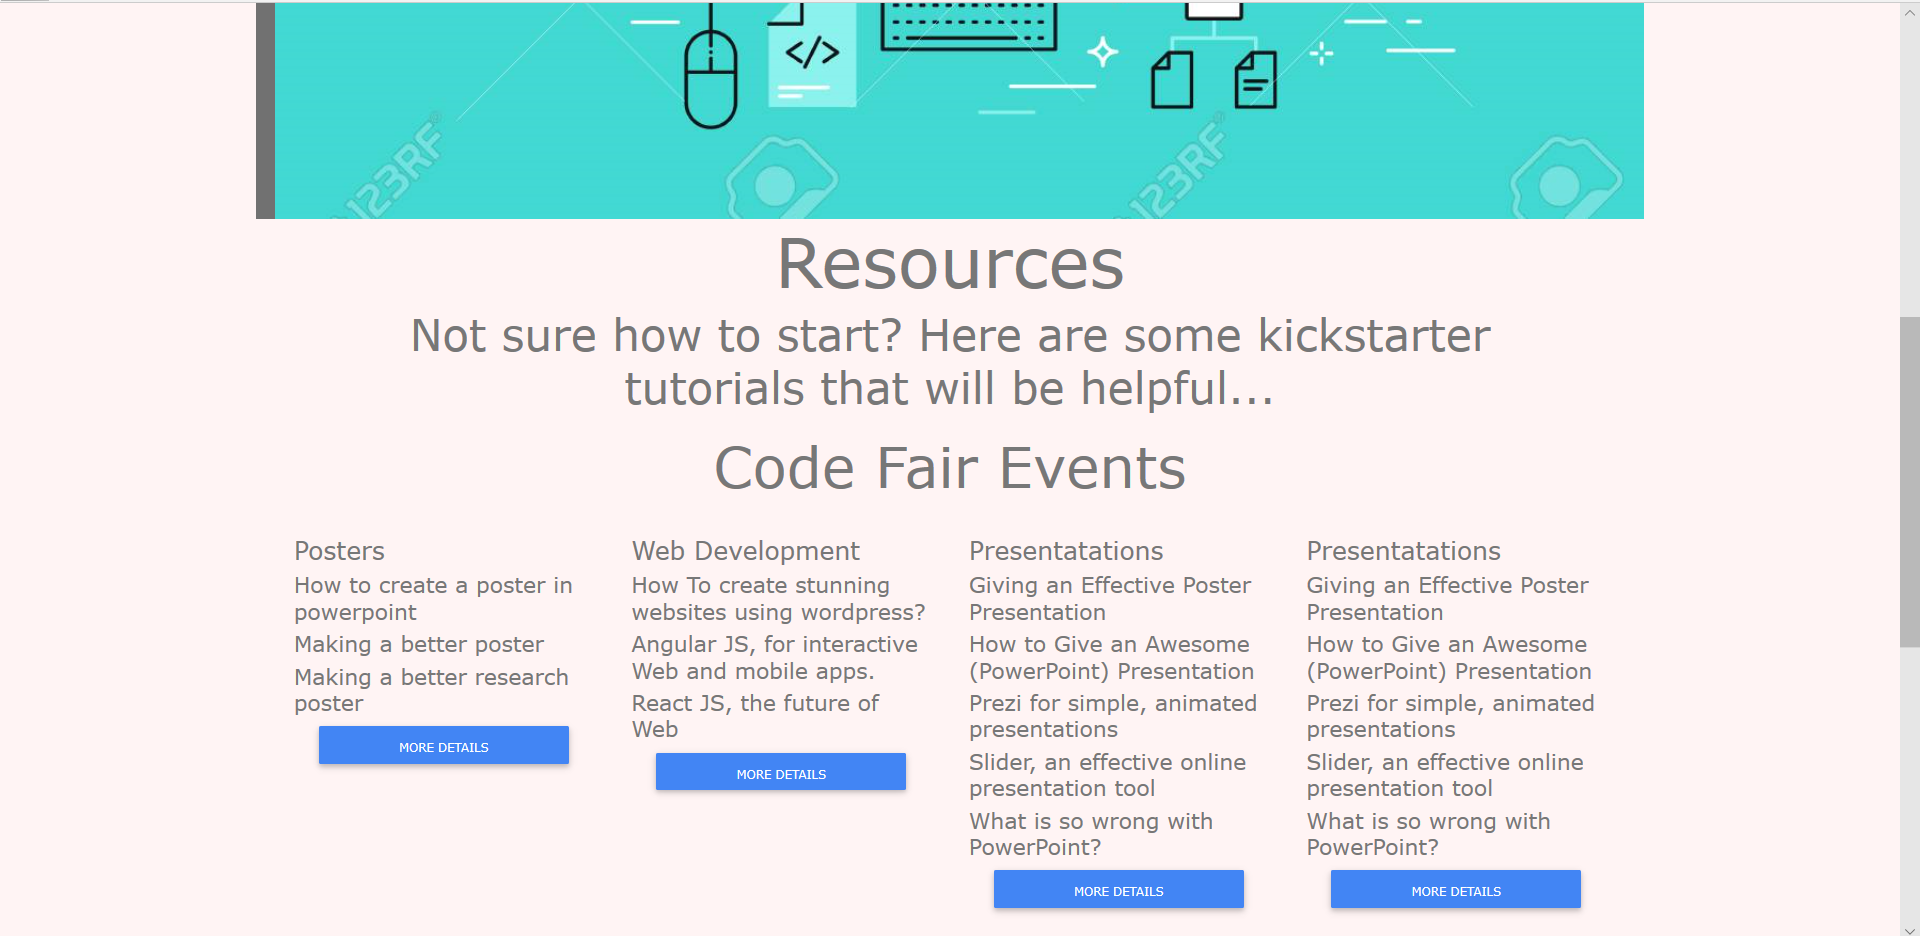 </>
123RF
123RF
Resources
Not sure how to start? Here are some kickstarter
tutorials that will be helpful...
Code Fair Events
Posters
How to create a poster in
powerpoint
Making a better poster
Making a better research
poster
MORE DETAILS
Web Development
How To create stunning
websites using wordpress?
Angular JS, for interactive
Web and mobile apps.
React JS, the future of
Web
MORE DETAILS
Presentatations
Giving an Effective Poster
Presentation
How to Give an Awesome
(PowerPoint) Presentation
Prezi for simple, animated
presentations
Slider, an effective online
presentation tool
What is so wrong with
PowerPoint?
MORE DETAILS
Presentatations
Giving an Effective Poster
Presentation
How to Give an Awesome
(PowerPoint) Presentation
Prezi for simple, animated
presentations
Slider, an effective online
presentation tool
What is so wrong with
PowerPoint?
MORE DETAILS